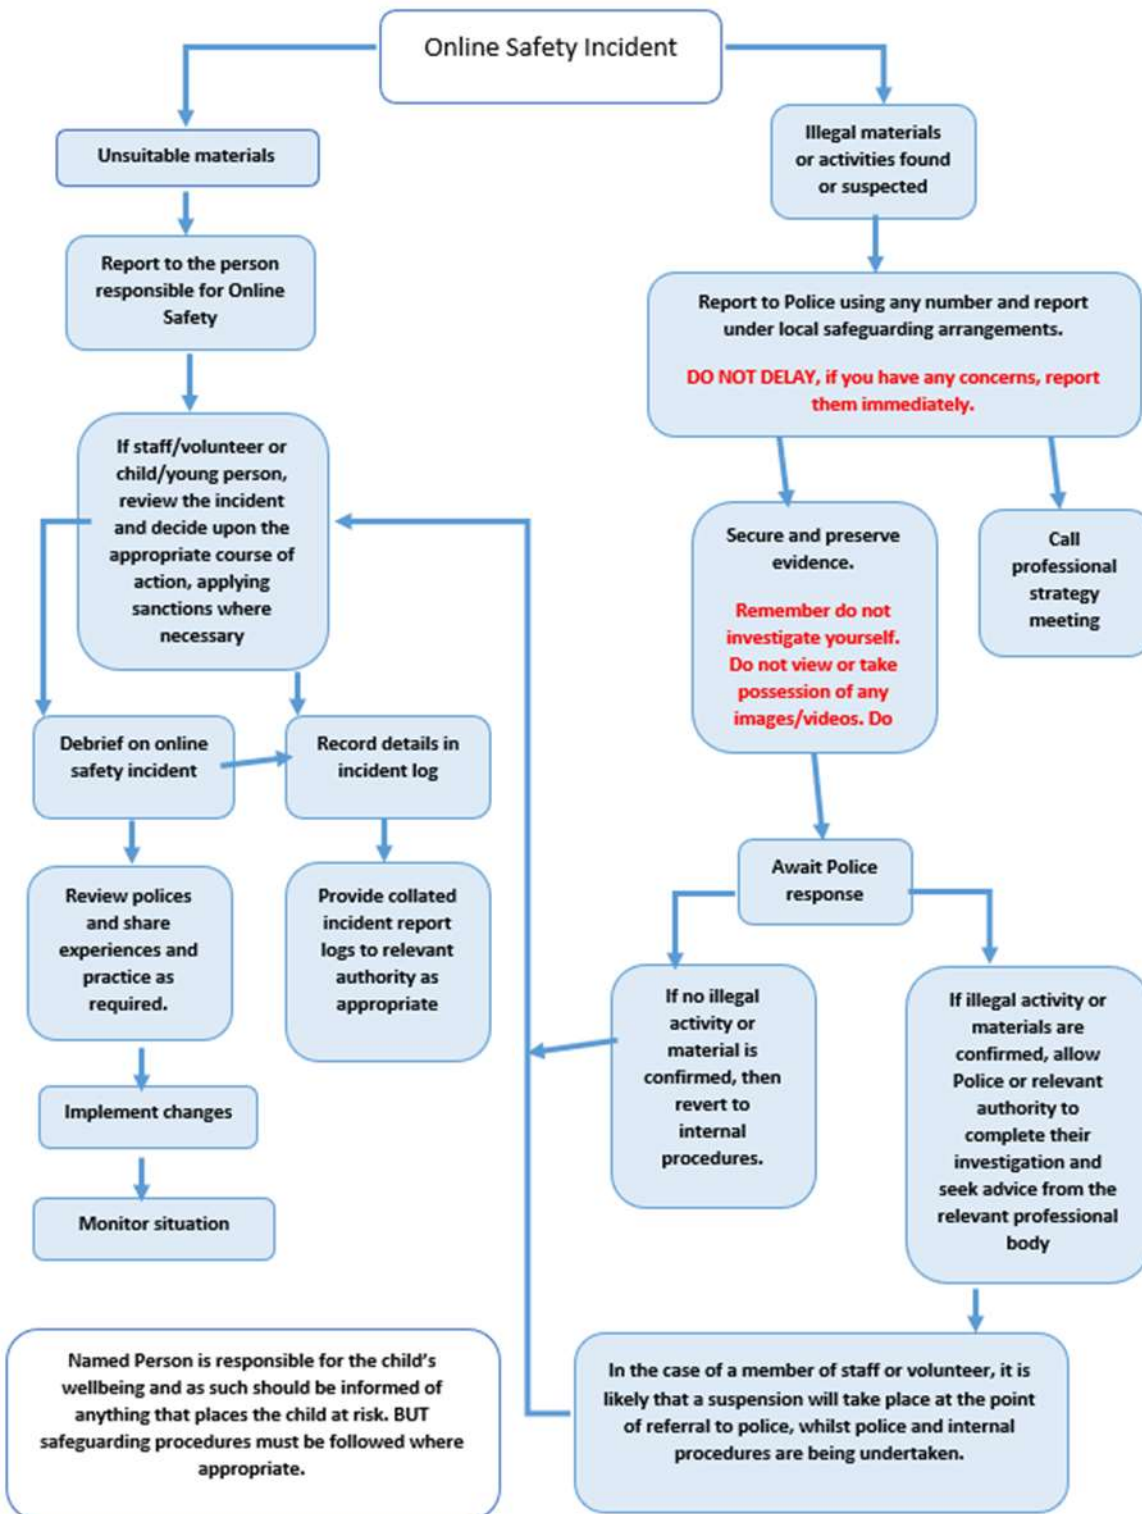 Online Safety Incident
Unsuitable materials
Report to the person
responsible for Online
Safety
If staff/volunteer or
child/young person,
review the incident
and decide upon the
appropriate course of
action, applying
sanctions where
necessary
Debrief on online
safety incident
Record details in
incident log
Review polices
and share
experiences and
practice as
required.
Provide collated
incident report
logs to relevant
authority as
appropriate
Implement changes
Monitor situation
Illegal materials
or activities found
or suspected
Report to Police using any number and report
under local safeguarding arrangements.
DO NOT DELAY, if you have any concerns, report
them immediately.
Secure and preserve
evidence.
Remember do not
investigate yourself.
Do not view or take
possession of any
images/videos. Do
Call
professional
strategy
meeting
Await Police
response
If no illegal
activity or
material is
confirmed, then
revert to
internal
procedures.
If illegal activity or
materials are
confirmed, allow
Police or relevant
authority to
complete their
investigation and
seek advice from the
relevant professional
body
In the case of a member of staff or volunteer, it is
likely that a suspension will take place at the point
of referral to police, whilst police and internal
procedures are being undertaken.
Named Person is responsible for the child's
wellbeing and as such should be informed of
anything that places the child at risk. BUT
safeguarding procedures must be followed where
appropriate.